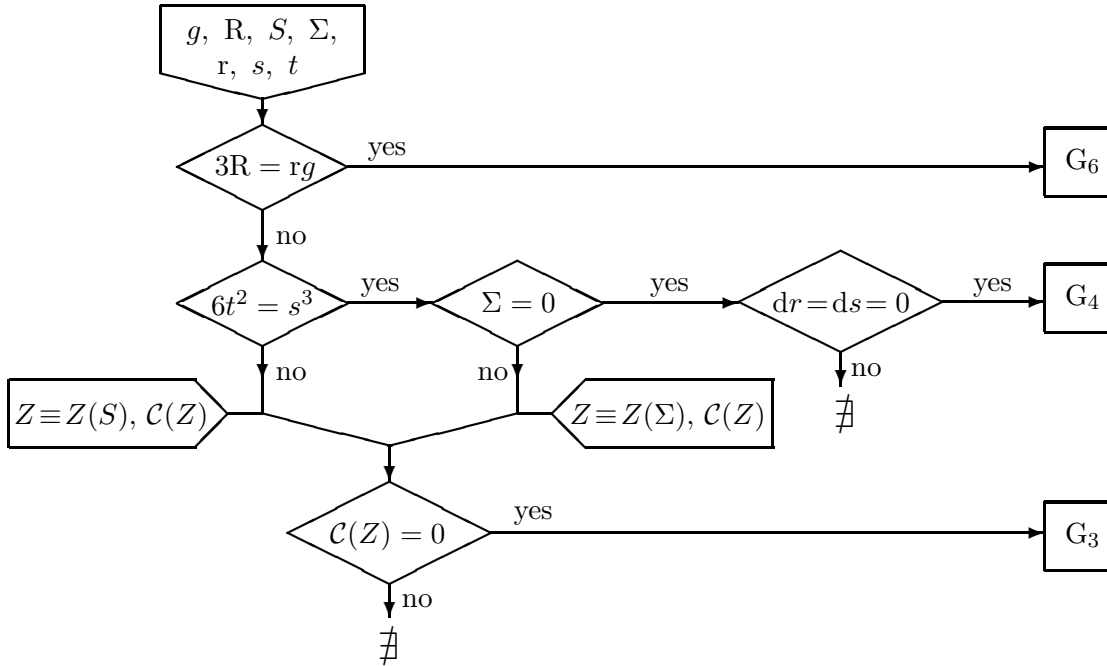 g, R, S, Σ,
r, s, t
3R = rg
yes
G₆
no
6t² = s³
yes
Σ = 0
yes
dr = ds = 0
yes
G₄
no
no
no
Z ≡ Z(S), C(Z)
Z ≡ Z(Σ), C(Z)
∄
C(Z) = 0
yes
G₃
no
∄